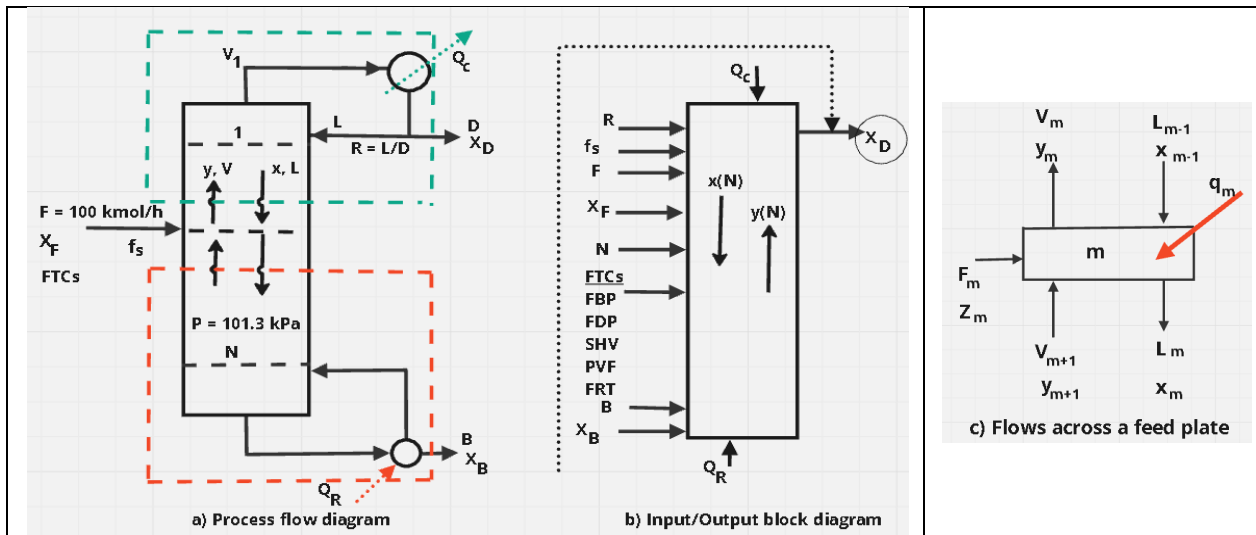 V1
Qc
1
L
D
R = L/D
XD
y, V
x, L
F = 100 kmol/h
XF
fs
FTCs
P = 101.3 kPa
N
B
XB
QR
a) Process flow diagram
Qc
R
fs
F
XF
N
FTCs
FBP
FDP
SHV
PVF
FRT
B
XB
x(N)
y(N)
XD
QR
b) Input/Output block diagram
Vm
Lm-1
ym
xm-1
qm
m
Fm
Zm
Vm+1
Lm
ym+1
xm
c) Flows across a feed plate